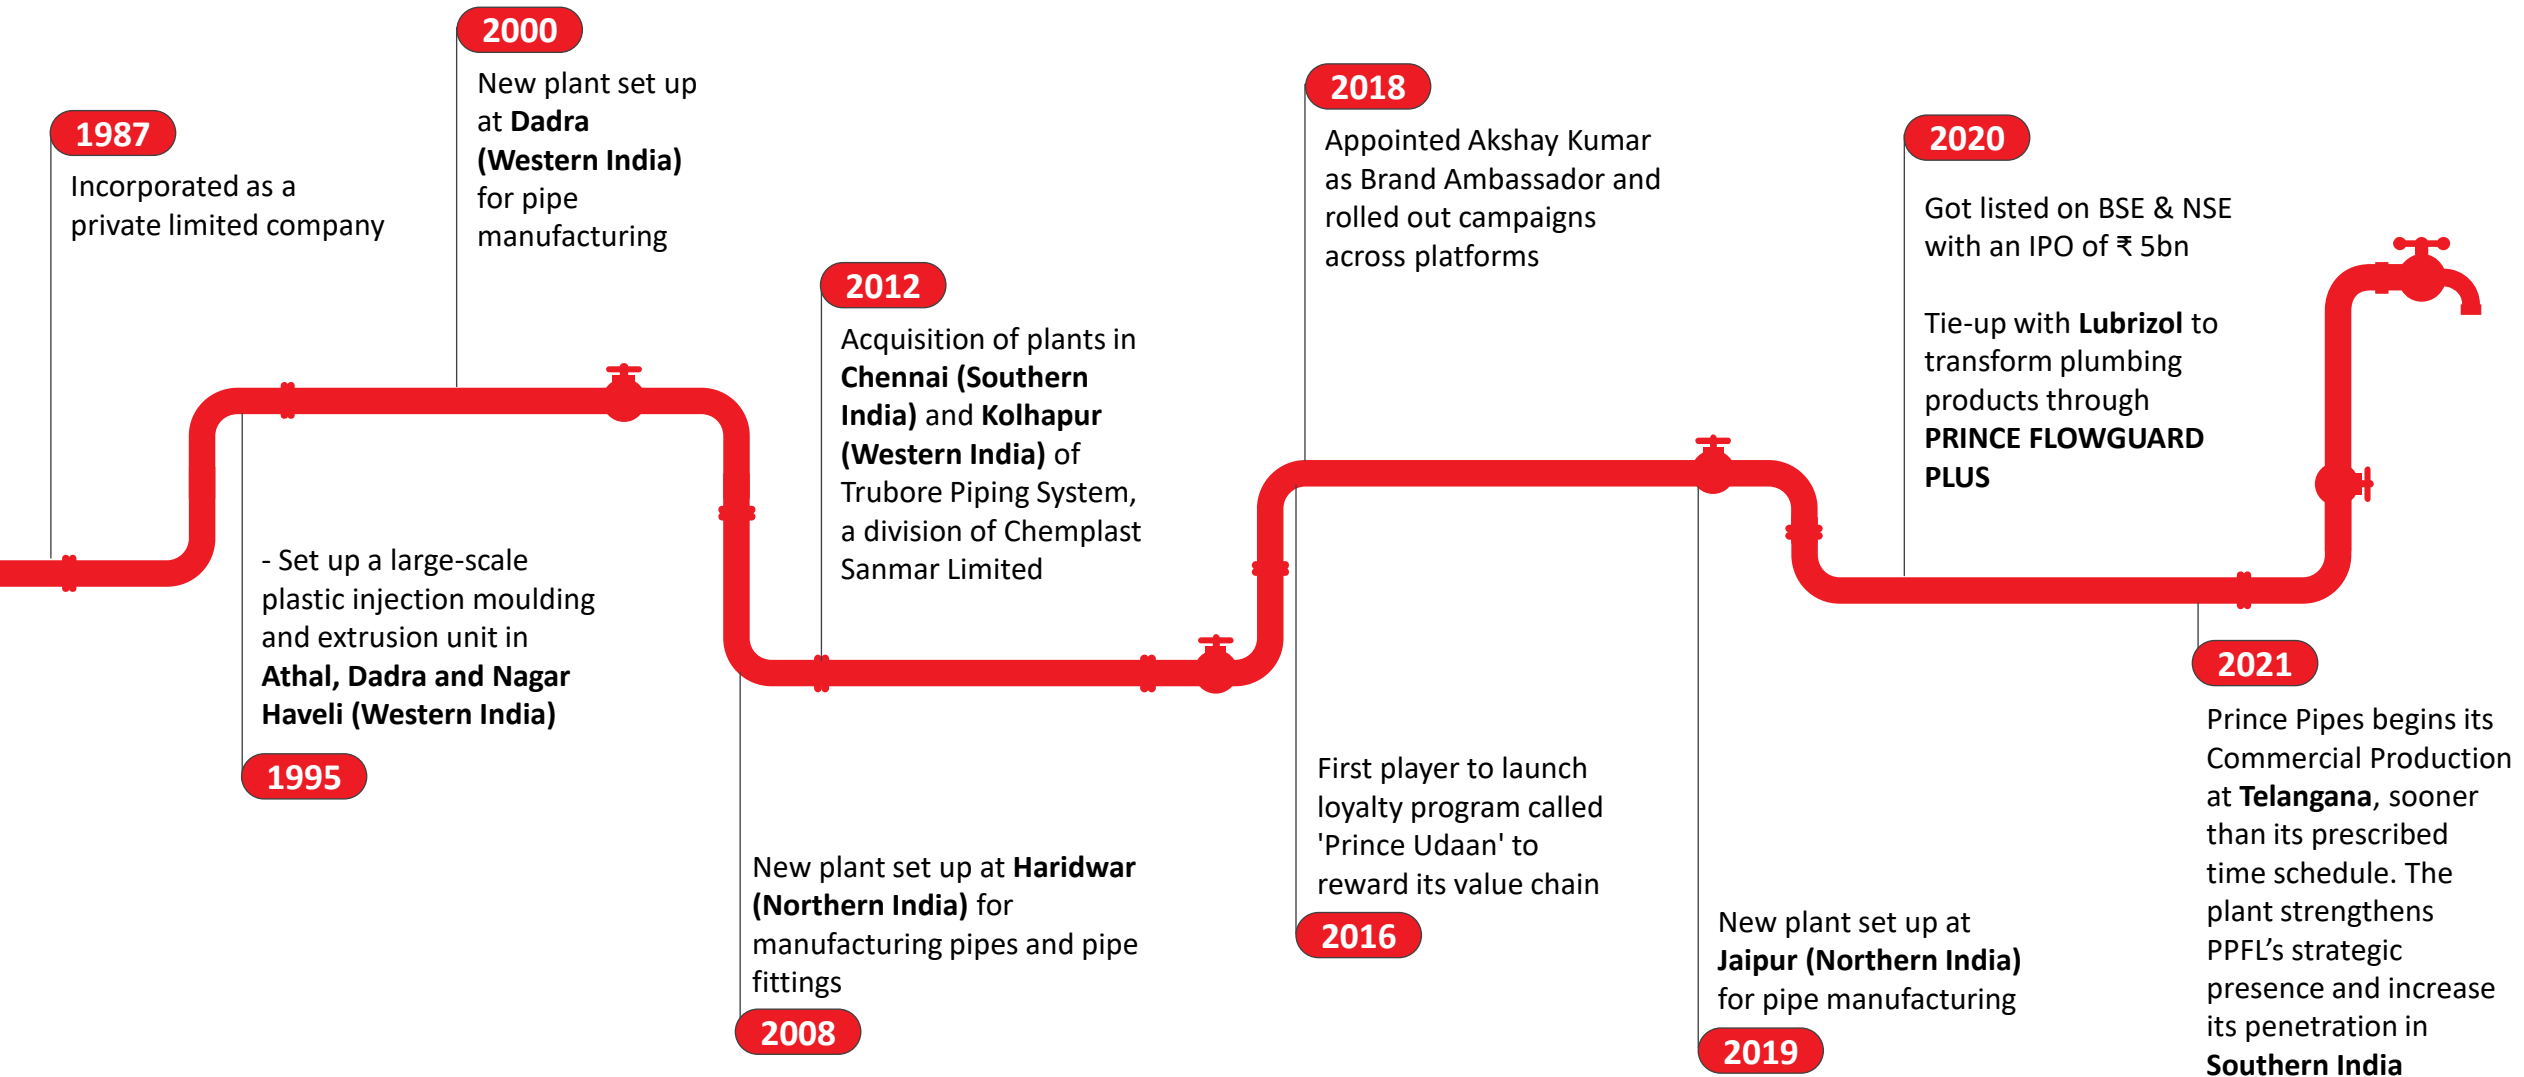 1987
Incorporated as a
private limited company
- Set up a large-scale
plastic injection moulding
and extrusion unit in
Athal, Dadra and Nagar
Haveli (Western India)
1995
2000
New plant set up
at Dadra
(Western India)
for pipe
manufacturing
New plant set up at Haridwar
(Northern India) for
manufacturing pipes and pipe
fittings
2008
2012
Acquisition of plants in
Chennai (Southern
India) and Kolhapur
(Western India) of
Trubore Piping System,
a division of Chemplast
Sanmar Limited
First player to launch
loyalty program called
'Prince Udaan' to
reward its value chain
2016
2018
Appointed Akshay Kumar
as Brand Ambassador and
rolled out campaigns
across platforms
New plant set up at
Jaipur (Northern India)
for pipe manufacturing
2019
2020
Got listed on BSE & NSE
with an IPO of ₹ 5bn
Tie-up with Lubrizol to
transform plumbing
products through
PRINCE FLOWGUARD
PLUS
2021
Prince Pipes begins its
Commercial Production
at Telangana, sooner
than its prescribed
time schedule. The
plant strengthens
PPFL’s strategic
presence and increase
its penetration in
Southern India